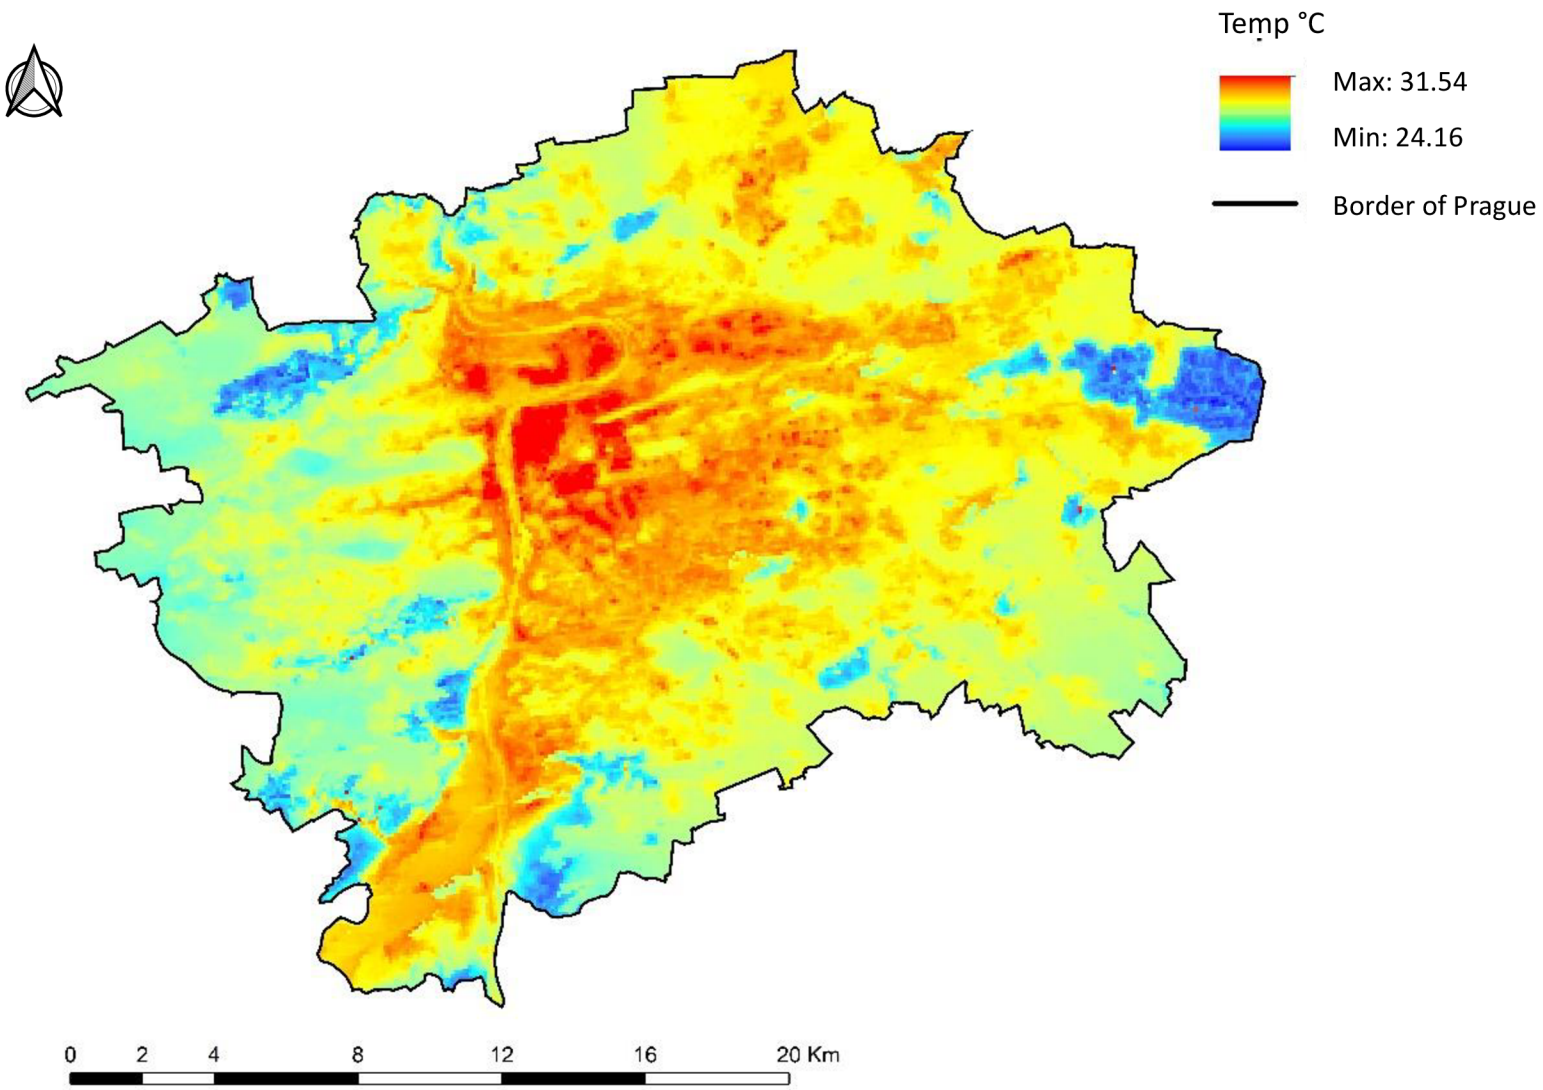 Temp °C
Max: 31.54
Min: 24.16
Border of Prague
0 2 4 8 12 16 20 Km